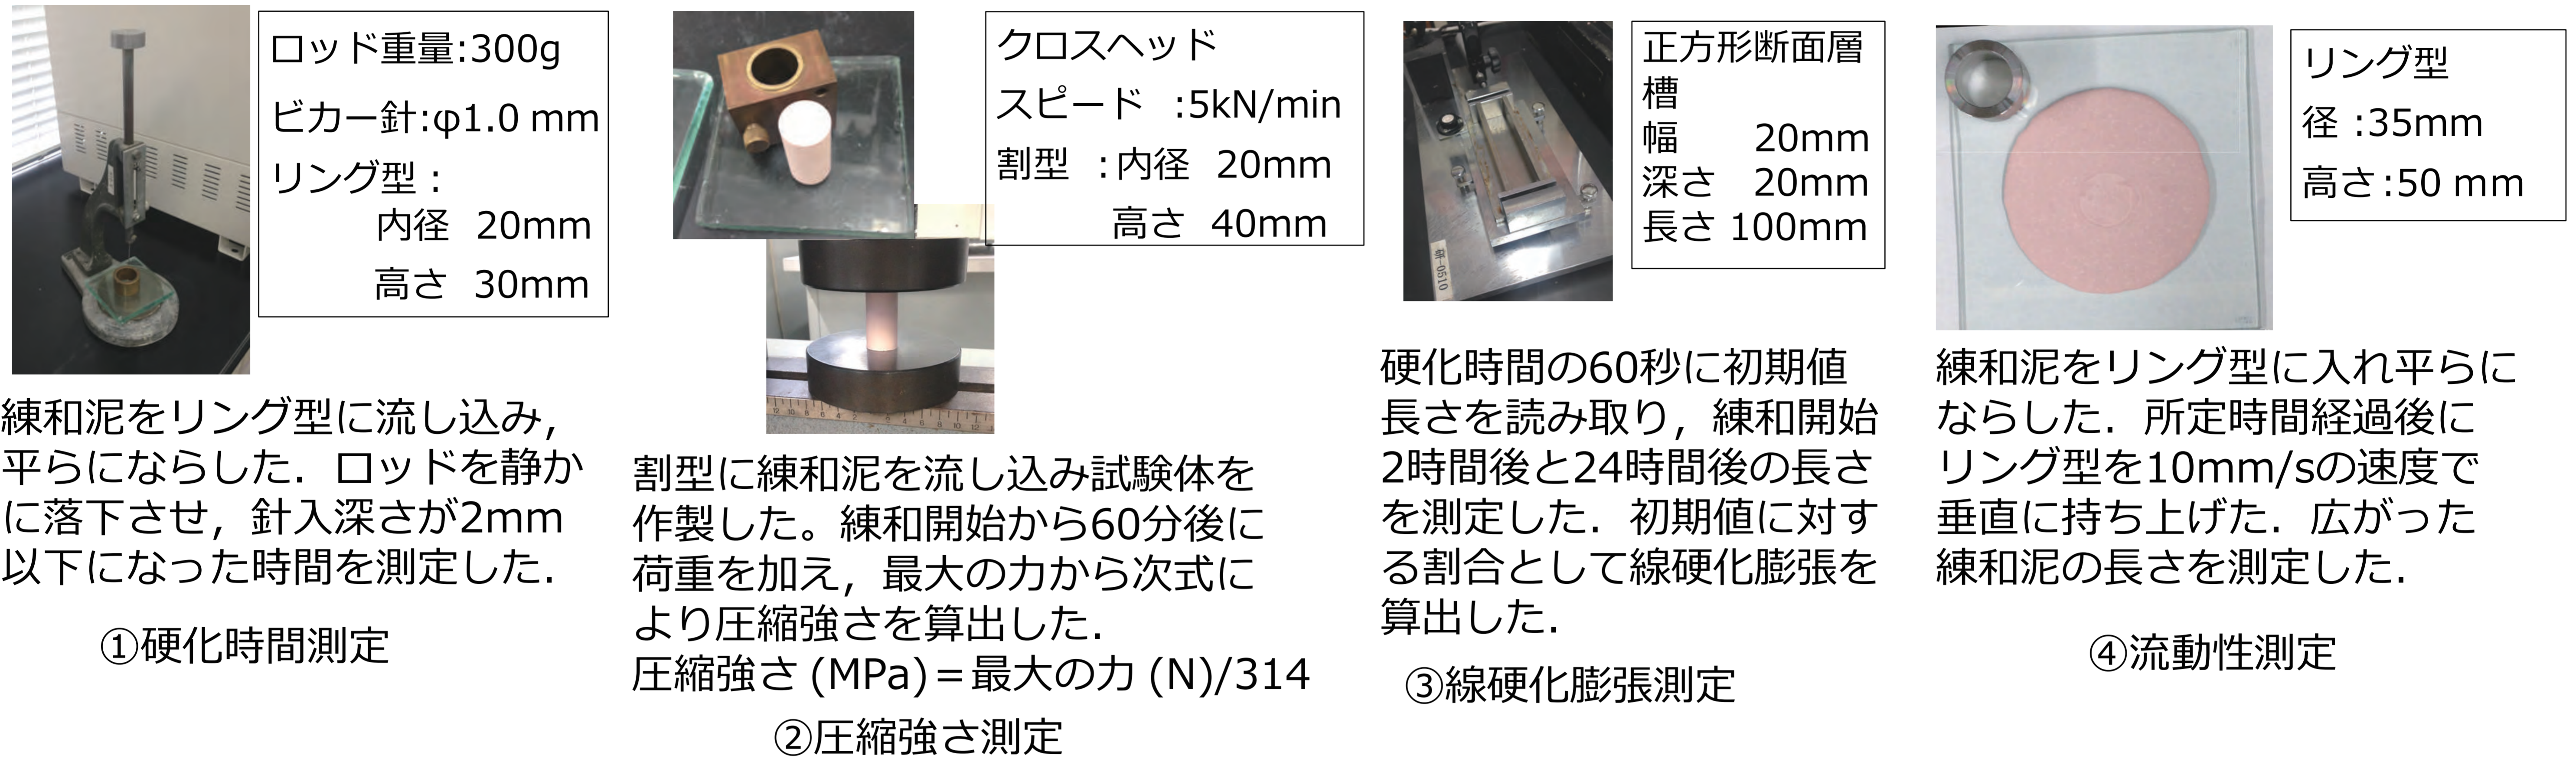 ロッド重量:300g
ビカー針:φ1.0 mm
リング型：
内径 20mm
高さ 30mm
練和泥をリング型に流し込み，
平らにならした．ロッドを静か
に落下させ，針入深さが2mm
以下になった時間を測定した．
①硬化時間測定
クロスヘッド
スピード :5kN/min
割型 ：内径 20mm
高さ 40mm
割型に練和泥を流し込み試験体を
作製した。練和開始から60分後に
荷重を加え，最大の力から次式に
より圧縮強さを算出した．
圧縮強さ (MPa)＝最大の力 (N)/314
②圧縮強さ測定
正方形断面層
槽
幅 20mm
深さ 20mm
長さ 100mm
硬化時間の60秒に初期値
長さを読み取り，練和開始
2時間後と24時間後の長さ
を測定した．初期値に対す
る割合として線硬化膨張を
算出した．
③線硬化膨張測定
リング型
径 :35mm
高さ:50 mm
練和泥をリング型に入れ平らに
ならした．所定時間経過後に
リング型を10mm/sの速度で
垂直に持ち上げた．広がった
練和泥の長さを測定した．
④流動性測定